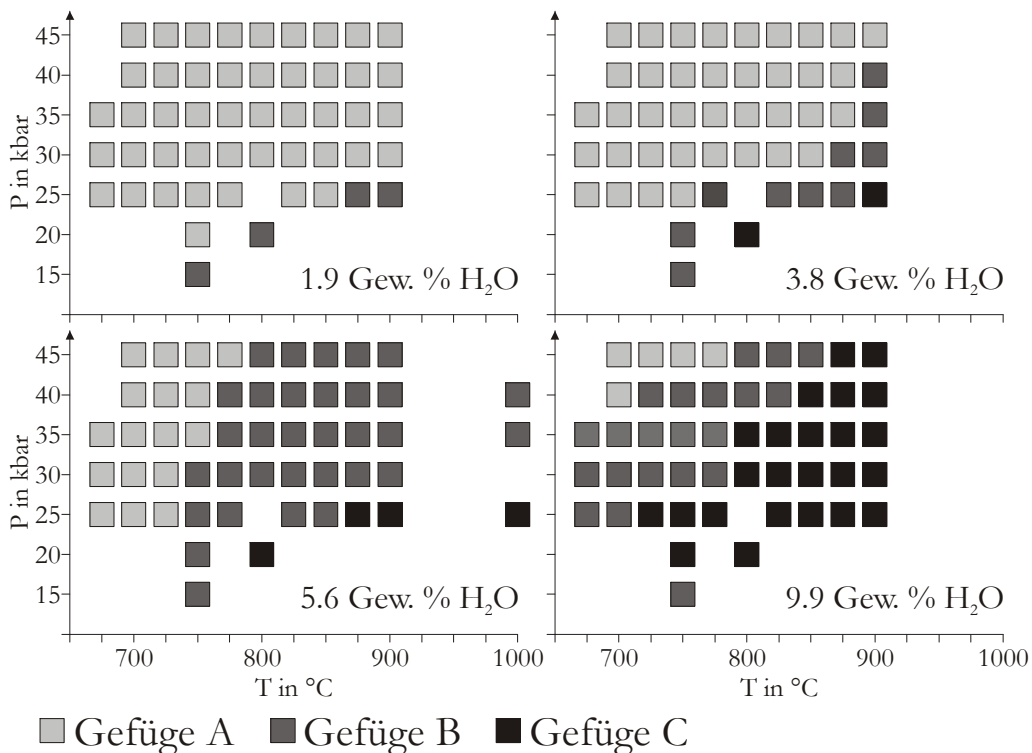 45
40
35
30
25
20
15
P in kbar
1.9 Gew. % H₂O
3.8 Gew. % H₂O
45
40
35
30
25
20
15
P in kbar
5.6 Gew. % H₂O
9.9 Gew. % H₂O
700 800 900 1000 700 800 900 1000
T in °C T in °C
Gefüge A Gefüge B Gefüge C